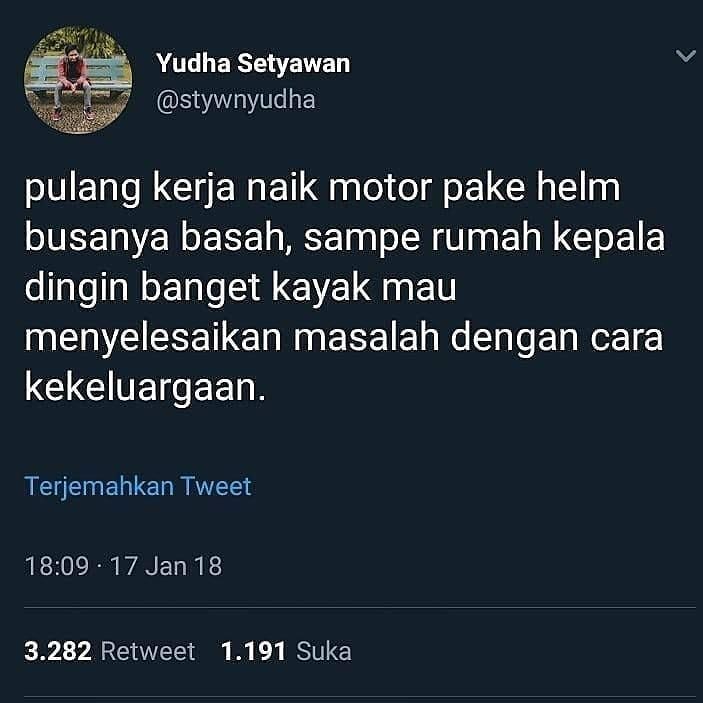 Yudha Setyawan
@stywnyudha
pulang kerja naik motor pake helm
busanya basah, sampe rumah kepala
dingin banget kayak mau
menyelesaikan masalah dengan cara
kekeluargaan.
Terjemahkan Tweet
18:09 · 17 Jan 18
3.282 Retweet 1.191 Suka